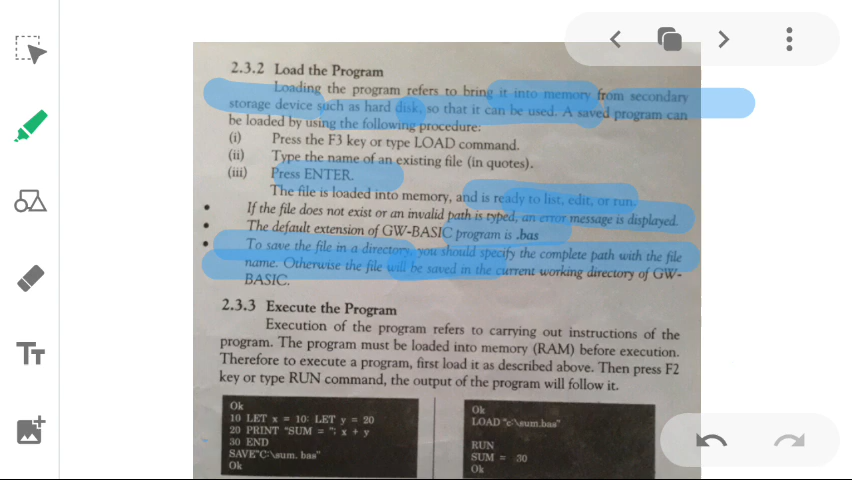 2.3.2 Load the Program
Loading the program refers to bring it into memory from secondary
storage device such as hard disk, so that it can be used. A saved program can
be loaded by using the following procedure:
(i) Press the F3 key or type LOAD command.
(ii) Type the name of an existing file (in quotes).
(iii) Press ENTER.
The file is loaded into memory, and is ready to list, edit, or run.
• If the file does not exist or an invalid path is typed, an error message is displayed.
• The default extension of GW-BASIC program is .bas
• To save the file in a directory, you should specify the complete path with the file
name. Otherwise the file will be saved in the current working directory of GW-
BASIC.
2.3.3 Execute the Program
Execution of the program refers to carrying out instructions of the
program. The program must be loaded into memory (RAM) before execution.
Therefore to execute a program, first load it as described above. Then press F2
key or type RUN command, the output of the program will follow it.
Ok
10 LET x = 10: LET y = 20
20 PRINT "SUM = "; x + y
30 END
SAVE"C:\sum. bas"
Ok
Ok
LOAD "c:\sum.bas"
RUN
SUM = 30
Ok
TT